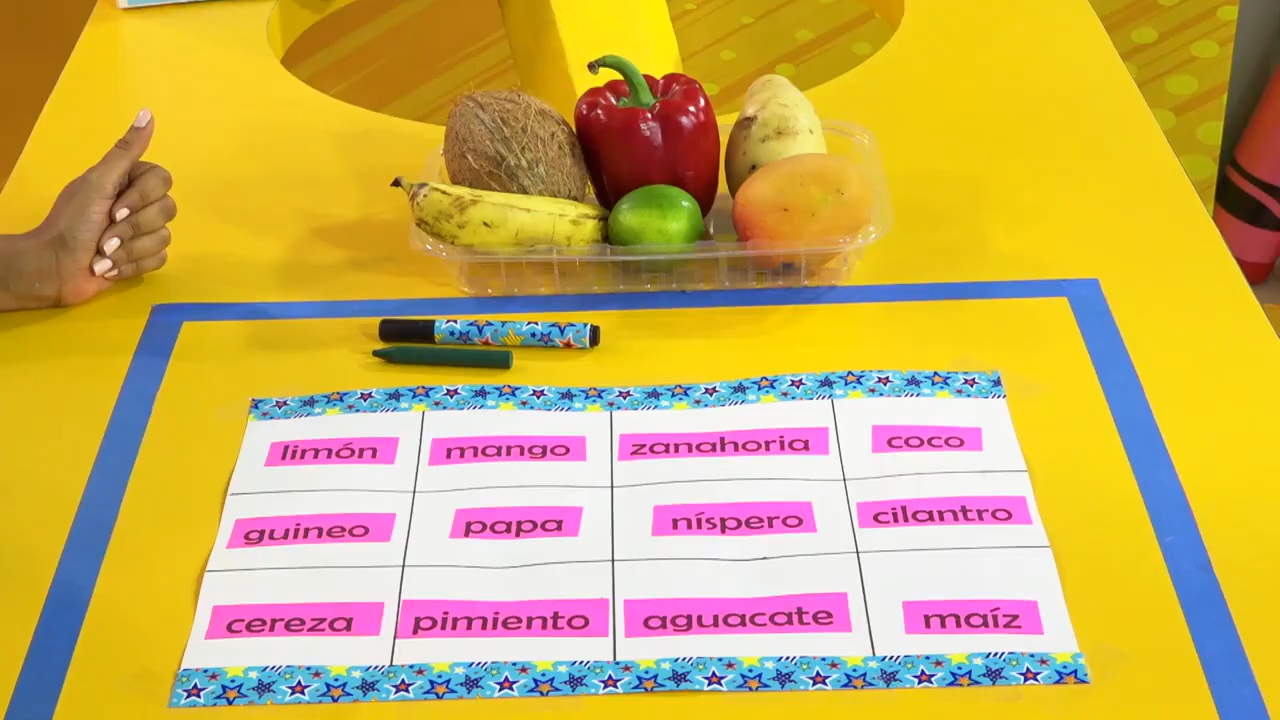 limón mango zanahoria coco
guineo papa níspero cilantro
cereza pimiento aguacate maíz